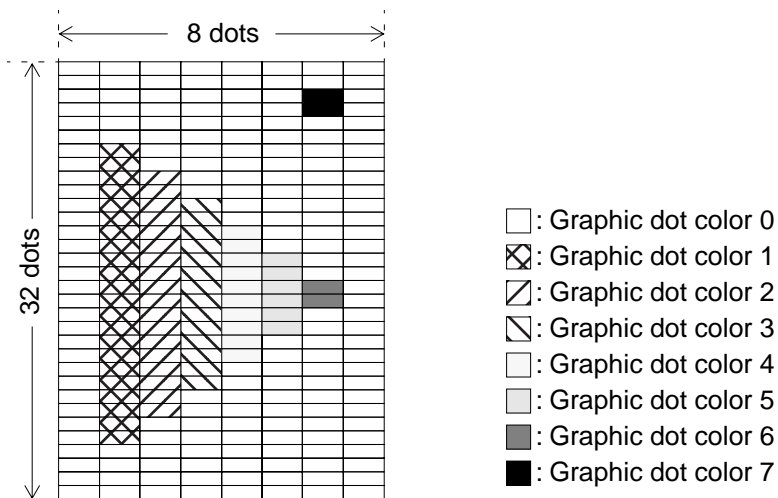 8 dots
32 dots
: Graphic dot color 0
: Graphic dot color 1
: Graphic dot color 2
: Graphic dot color 3
: Graphic dot color 4
: Graphic dot color 5
: Graphic dot color 6
: Graphic dot color 7